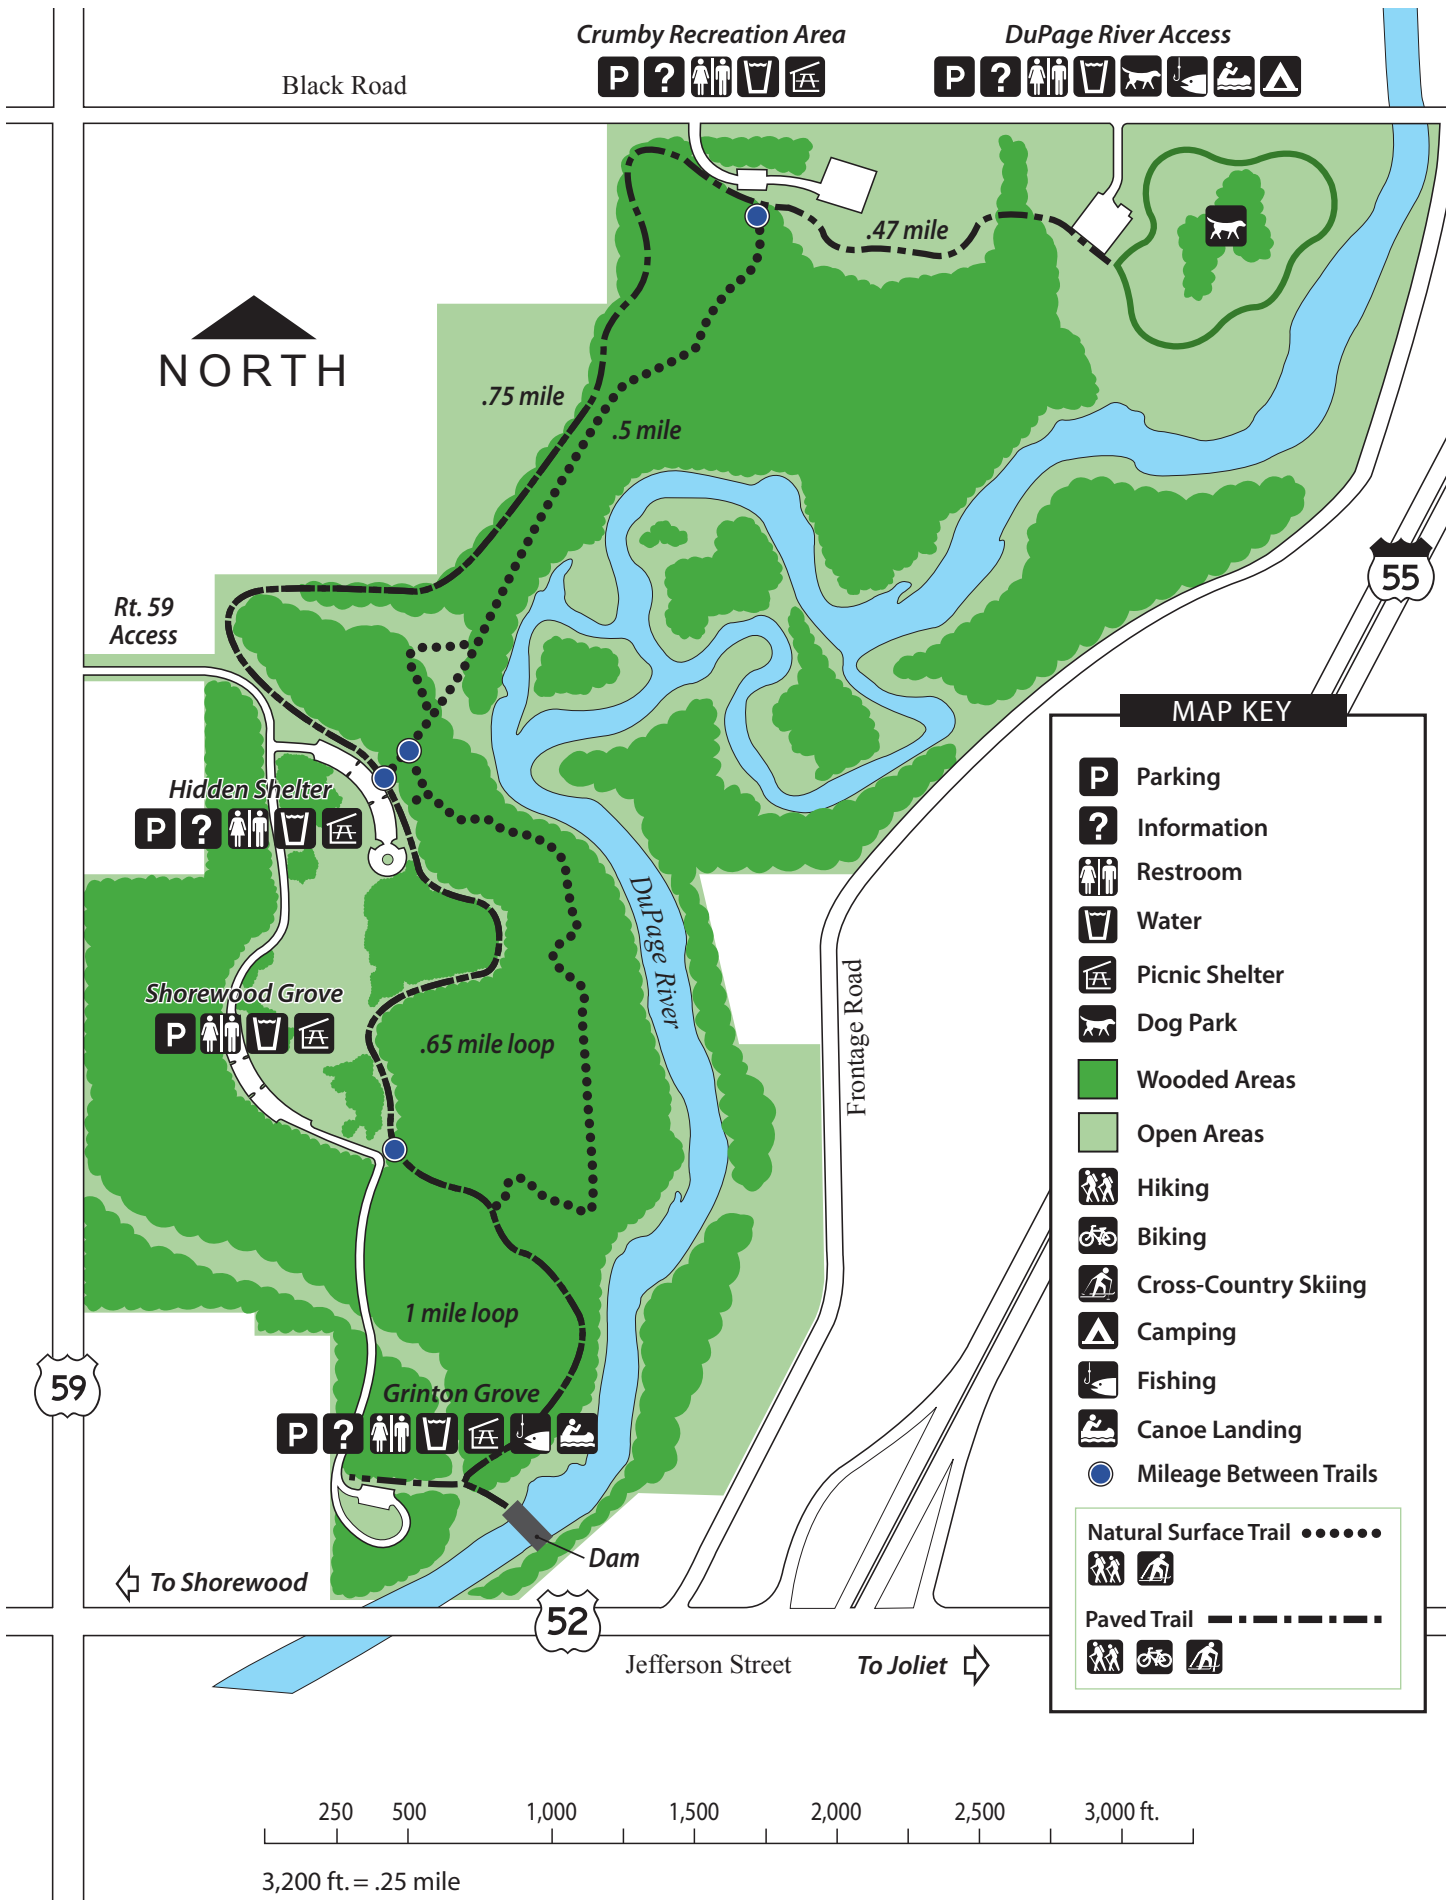 Crumby Recreation Area
P ?
DuPage River Access
P ?
Black Road
.47 mile
NORTH
.75 mile
.5 mile
Rt. 59
Access
55
Hidden Shelter
P ?
DuPage River
Shorewood Grove
P
.65 mile loop
Frontage Road
1 mile loop
59
Grinton Grove
P ?
Dam
To Shorewood
52
Jefferson Street
To Joliet
MAP KEY
P Parking
? Information
Restroom
Water
Picnic Shelter
Dog Park
Wooded Areas
Open Areas
Hiking
Biking
Cross-Country Skiing
Camping
Fishing
Canoe Landing
Mileage Between Trails
Natural Surface Trail
Paved Trail
250 500 1,000 1,500 2,000 2,500 3,000 ft.
3,200 ft. = .25 mile